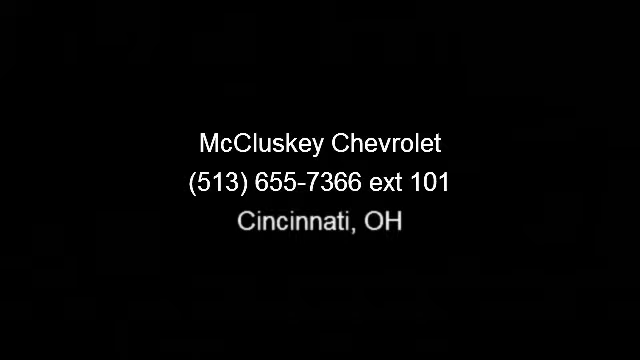 McCluskey Chevrolet
(513) 655-7366 ext 101
Cincinnati, OH